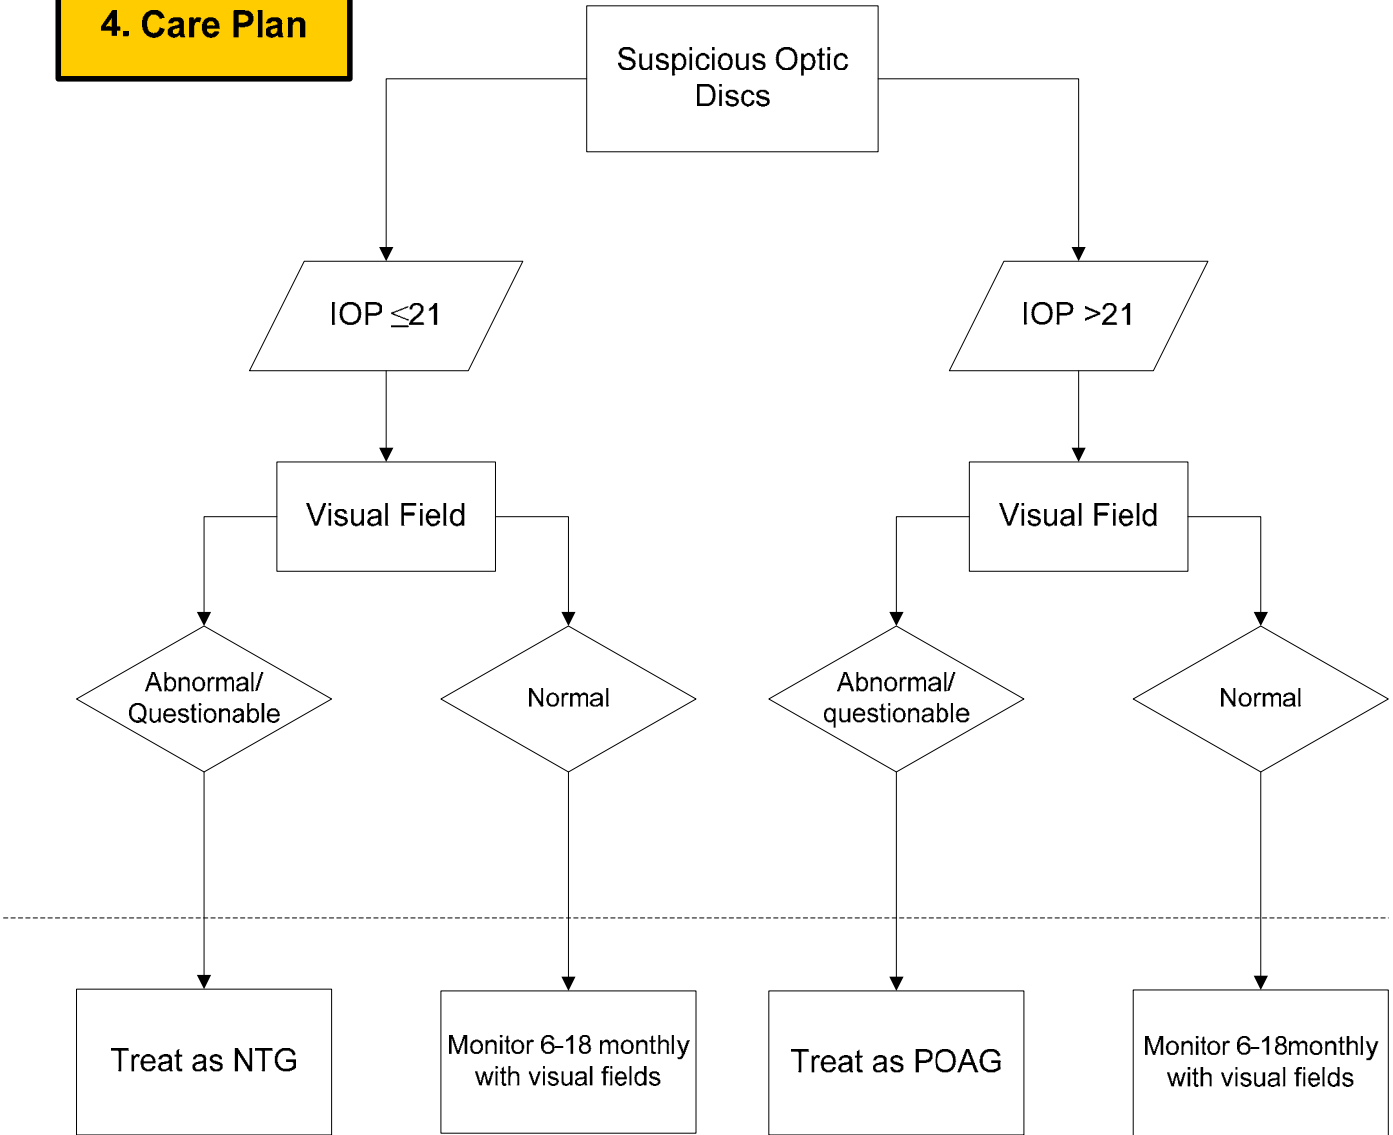 4. Care Plan
Suspicious Optic
Discs
IOP ≤21
IOP >21
Visual Field
Visual Field
Abnormal/
Questionable
Normal
Abnormal/
questionable
Normal
Treat as NTG
Monitor 6-18 monthly
with visual fields
Treat as POAG
Monitor 6-18monthly
with visual fields